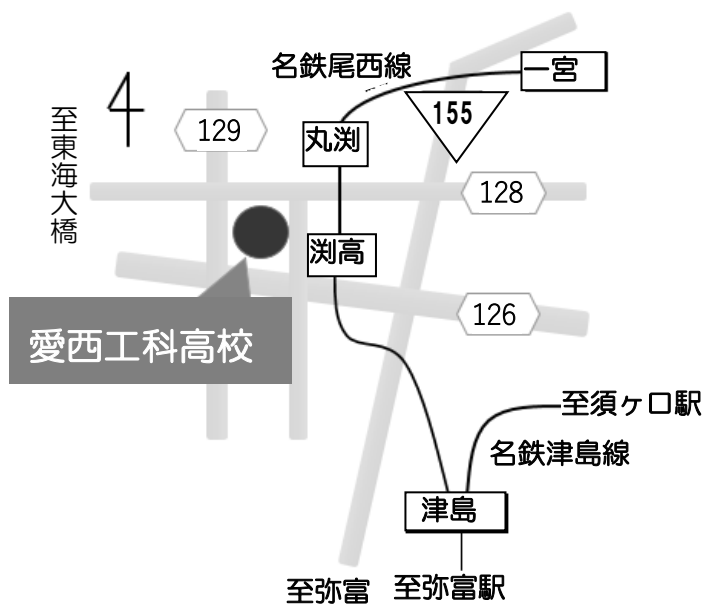 名鉄尾西線
一宮
155
129
丸渕
至東海大橋
128
渕高
126
愛西工科高校
至須ヶ口駅
名鉄津島線
津島
至弥富
至弥富駅